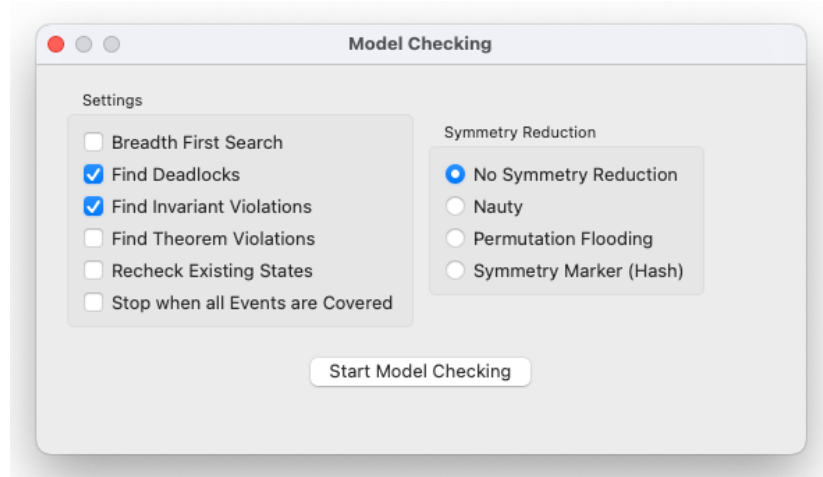 Model Checking
Settings
Breadth First Search
Find Deadlocks
Find Invariant Violations
Find Theorem Violations
Recheck Existing States
Stop when all Events are Covered
Symmetry Reduction
No Symmetry Reduction
Nauty
Permutation Flooding
Symmetry Marker (Hash)
Start Model Checking